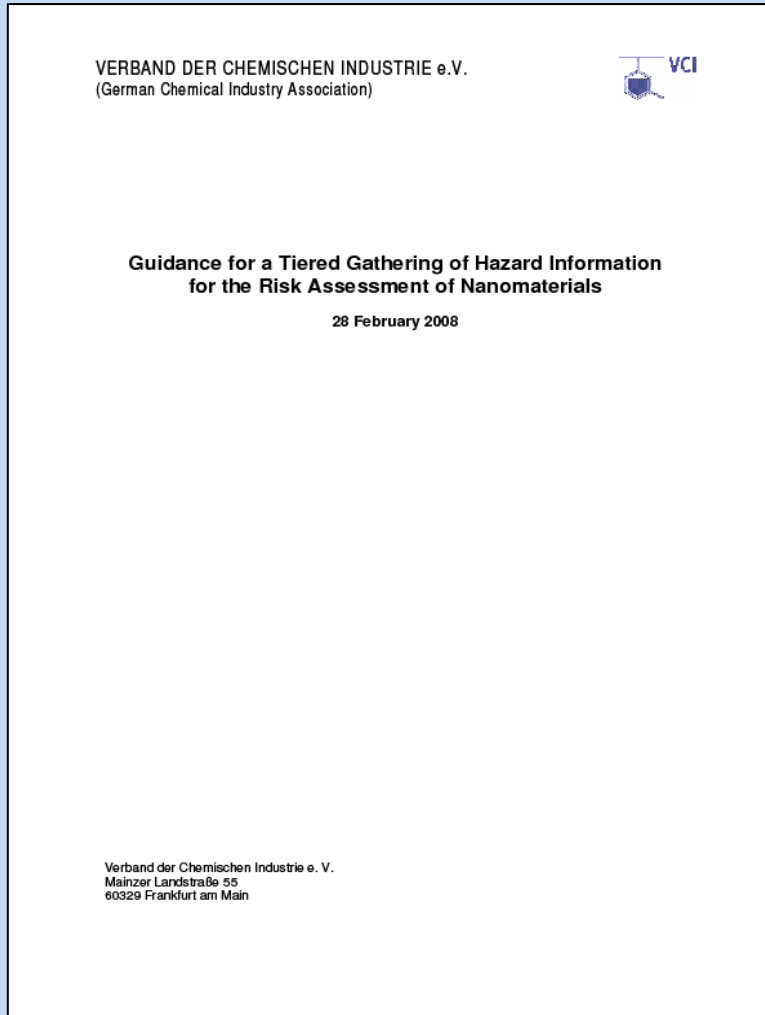 VERBAND DER CHEMISCHEN INDUSTRIE e.V.
(German Chemical Industry Association)
VCI
Guidance for a Tiered Gathering of Hazard Information
for the Risk Assessment of Nanomaterials
28 February 2008
Verband der Chemischen Industrie e. V.
Mainzer Landstraße 55
60329 Frankfurt am Main